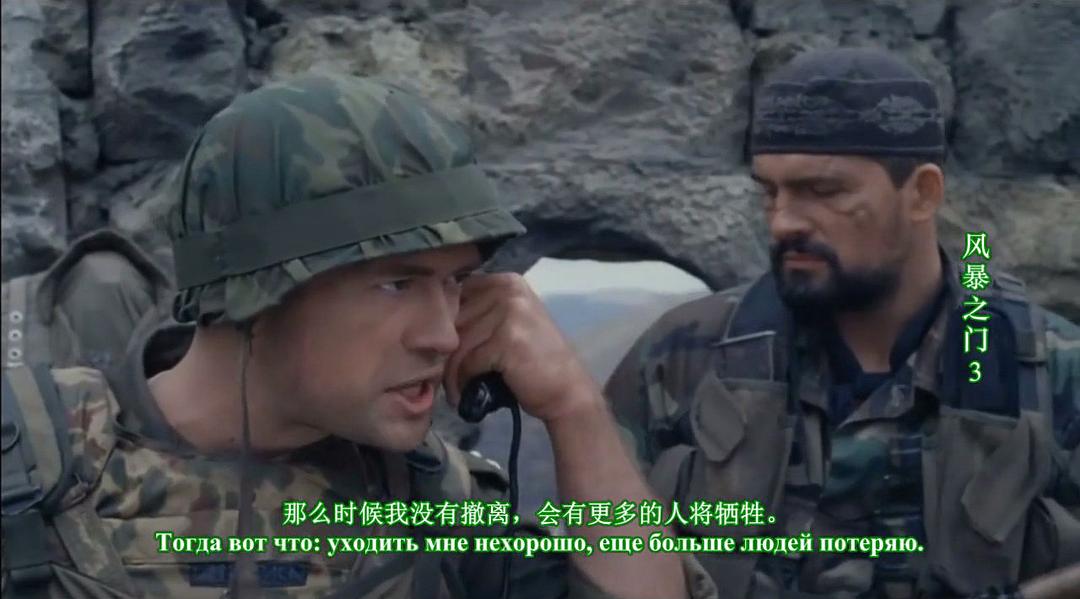 风暴之门3
那么时候我没有撤离，会有更多的人将牺牲。
Тогда вот что: уходить мне нехорошо, еще больше людей потеряю.